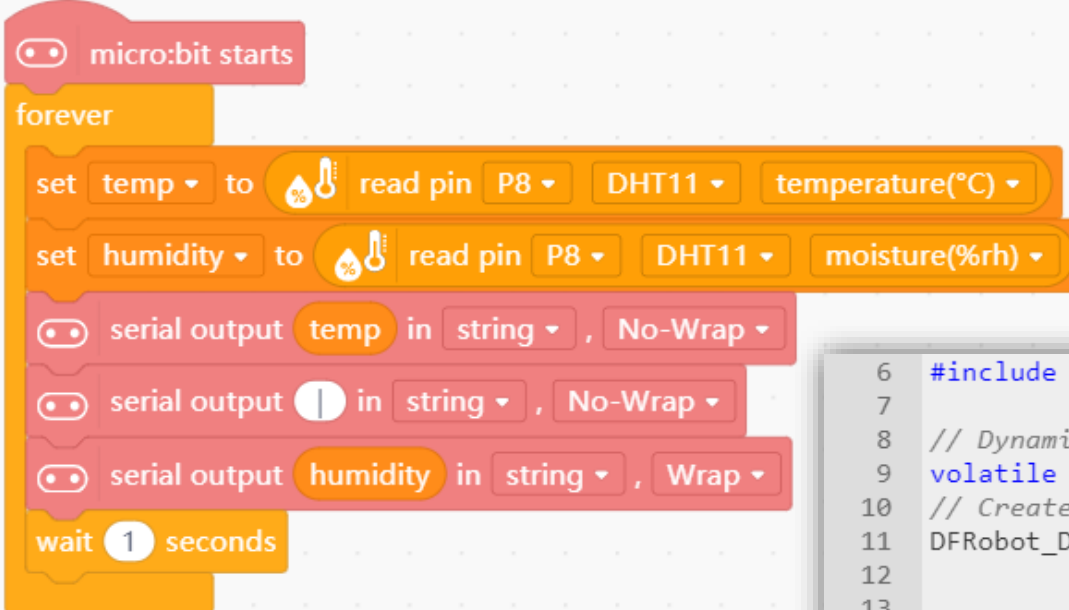 micro:bit starts
forever
set temp to % read pin P8 DHT11 temperature(°C)
set humidity to % read pin P8 DHT11 moisture(%rh)
serial output temp in string , No-Wrap
serial output | in string , No-Wrap
serial output humidity in string , Wrap
wait 1 seconds
6 #include
7
8 // Dynami
9 volatile
10 // Create
11 DFRobot_D
12
13